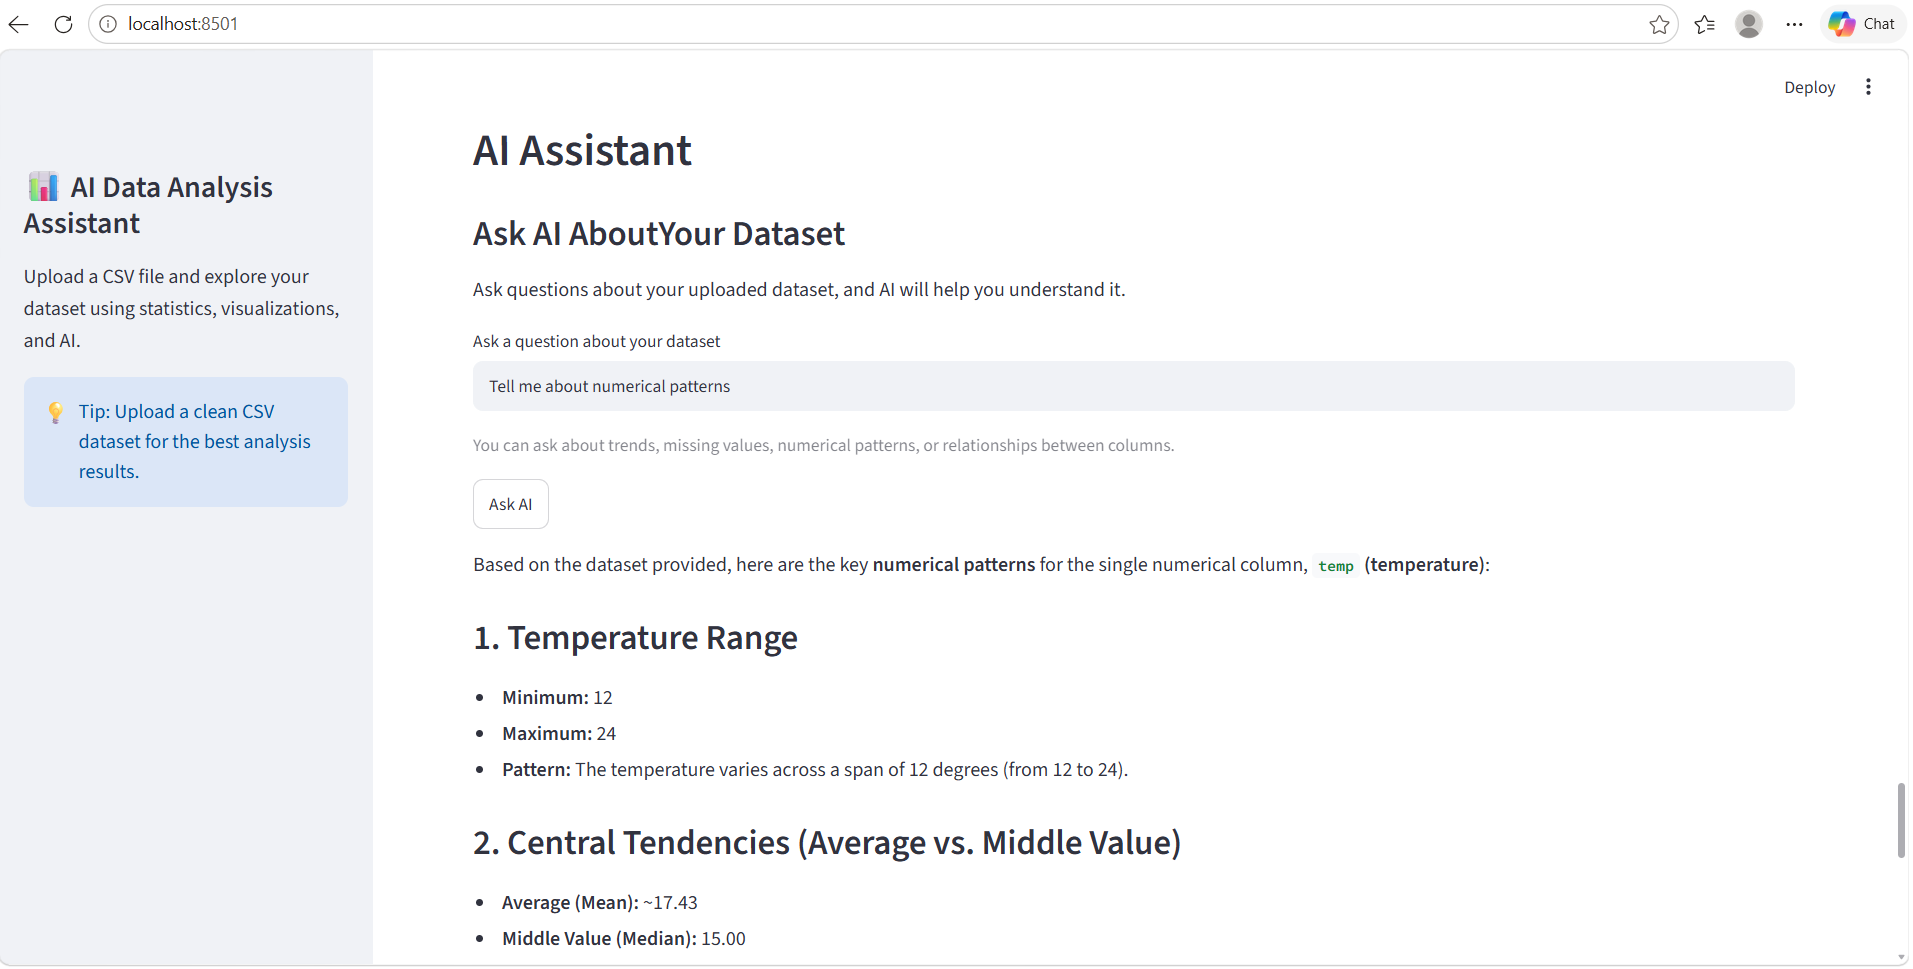 localhost:8501
Chat
Deploy
📊 AI Data Analysis
Assistant
Upload a CSV file and explore your
dataset using statistics, visualizations,
and AI.
💡 Tip: Upload a clean CSV
dataset for the best analysis
results.
AI Assistant
Ask AI AboutYour Dataset
Ask questions about your uploaded dataset, and AI will help you understand it.
Ask a question about your dataset
Tell me about numerical patterns
You can ask about trends, missing values, numerical patterns, or relationships between columns.
Ask AI
Based on the dataset provided, here are the key numerical patterns for the single numerical column, temp (temperature):
1. Temperature Range
• Minimum: 12
• Maximum: 24
• Pattern: The temperature varies across a span of 12 degrees (from 12 to 24).
2. Central Tendencies (Average vs. Middle Value)
• Average (Mean): ~17.43
• Middle Value (Median): 15.00